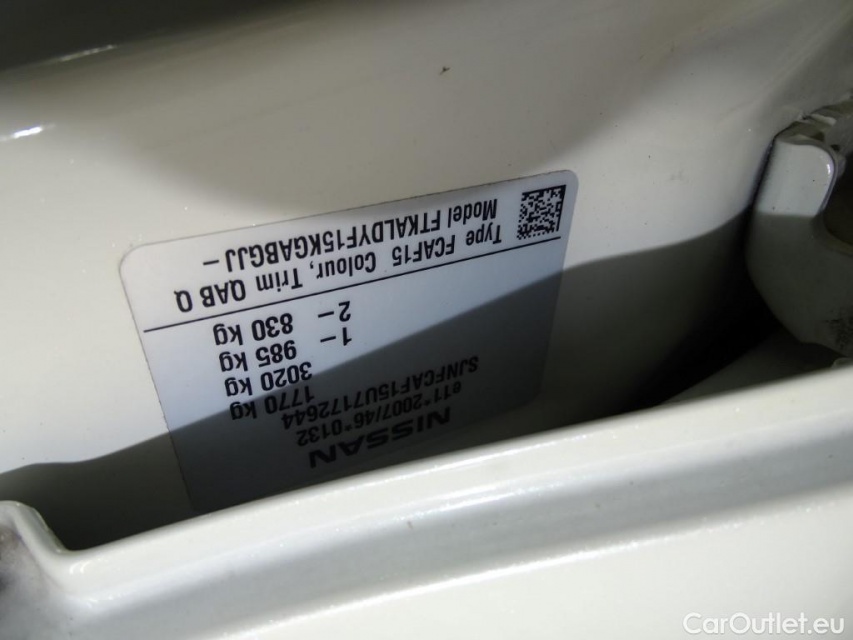 NISSAN
e11*2007/46*0132
SJNFCAF15U7172644
1770 kg
3020 kg
1– 985 kg
2– 830 kg
Type FCAF15 Colour, Trim QAB Q
Model FTKALDYF15KGABGJJ–
CarOutlet.eu